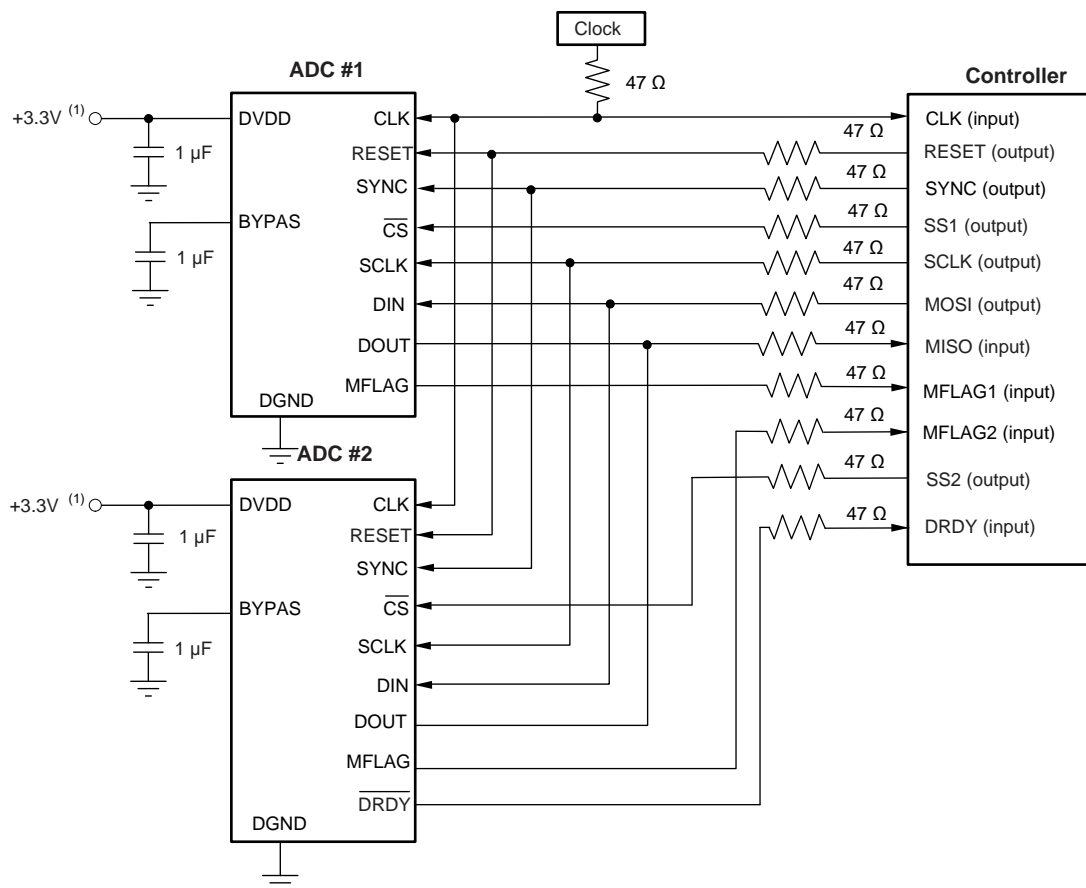 Clock
47 Ω
ADC #1
Controller
+3.3V (1)
1 µF
1 µF
DVDD
BYPAS
DGND
CLK
RESET
SYNC
CS
SCLK
DIN
DOUT
MFLAG
47 Ω
47 Ω
47 Ω
47 Ω
47 Ω
47 Ω
47 Ω
47 Ω
47 Ω
47 Ω
CLK (input)
RESET (output)
SYNC (output)
SS1 (output)
SCLK (output)
MOSI (output)
MISO (input)
MFLAG1 (input)
MFLAG2 (input)
SS2 (output)
DRDY (input)
ADC #2
+3.3V (1)
1 µF
1 µF
DVDD
BYPAS
DGND
CLK
RESET
SYNC
CS
SCLK
DIN
DOUT
MFLAG
DRDY